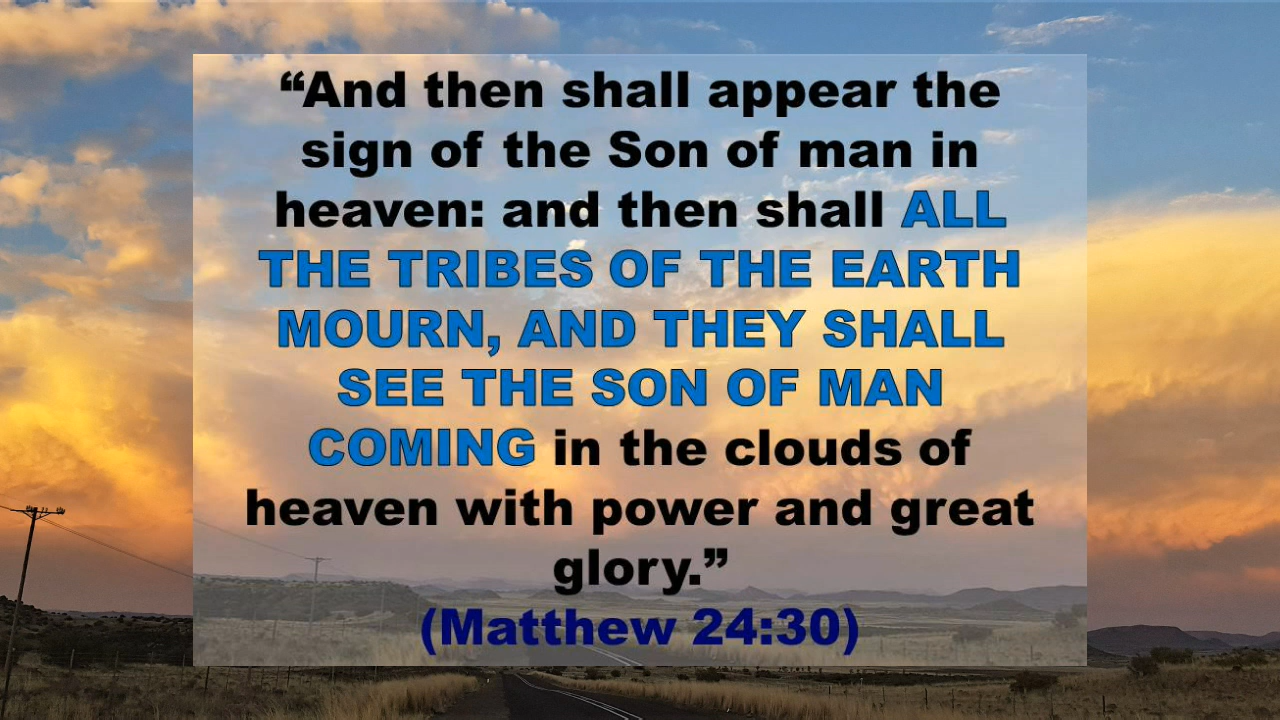 “And then shall appear the
sign of the Son of man in
heaven: and then shall ALL
THE TRIBES OF THE EARTH
MOURN, AND THEY SHALL
SEE THE SON OF MAN
COMING in the clouds of
heaven with power and great
glory.”
(Matthew 24:30)